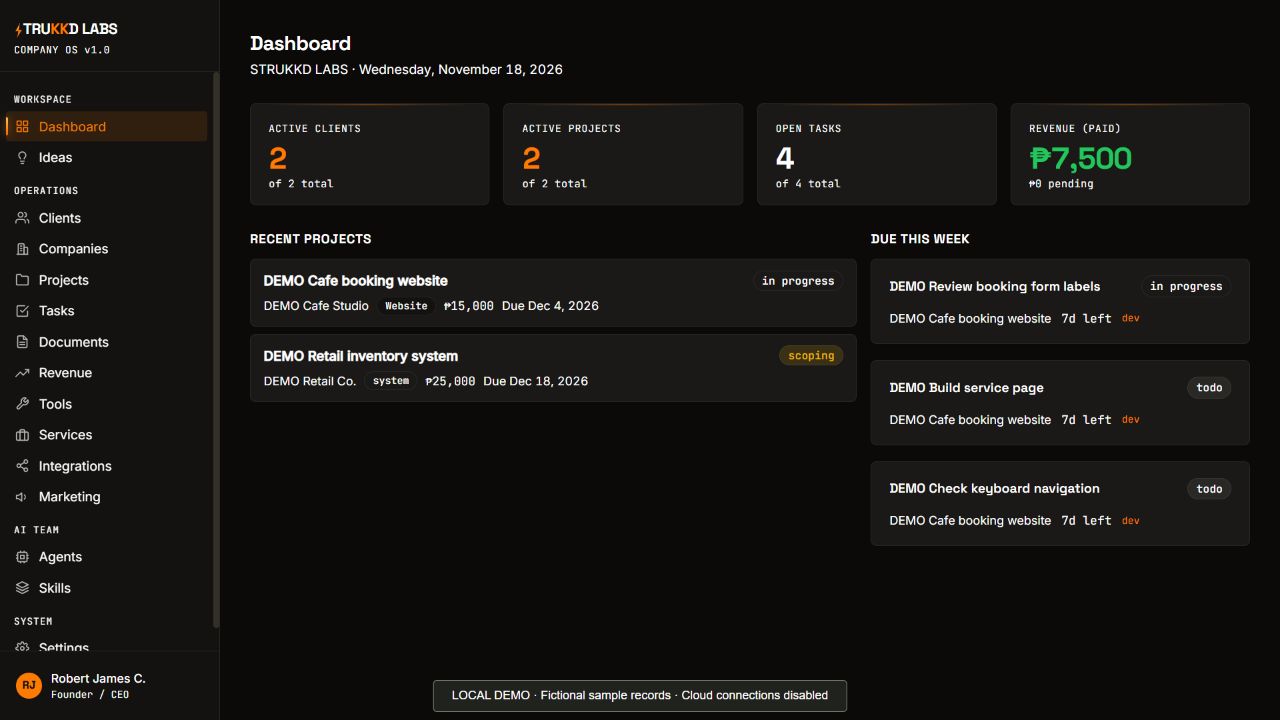 ⚡TRUKKD LABS
COMPANY OS v1.0
WORKSPACE
Dashboard
Ideas
OPERATIONS
Clients
Companies
Projects
Tasks
Documents
Revenue
Tools
Services
Integrations
Marketing
AI TEAM
Agents
Skills
SYSTEM
Settings
RJ
Robert James C.
Founder / CEO
Dashboard
STRUKKD LABS · Wednesday, November 18, 2026
ACTIVE CLIENTS
2
of 2 total
ACTIVE PROJECTS
2
of 2 total
OPEN TASKS
4
of 4 total
REVENUE (PAID)
₱7,500
₱0 pending
RECENT PROJECTS
DEMO Cafe booking website in progress
DEMO Cafe Studio Website ₱15,000 Due Dec 4, 2026
DEMO Retail inventory system scoping
DEMO Retail Co. system ₱25,000 Due Dec 18, 2026
DUE THIS WEEK
DEMO Review booking form labels in progress
DEMO Cafe booking website 7d left dev
DEMO Build service page todo
DEMO Cafe booking website 7d left dev
DEMO Check keyboard navigation todo
DEMO Cafe booking website 7d left dev
LOCAL DEMO · Fictional sample records · Cloud connections disabled